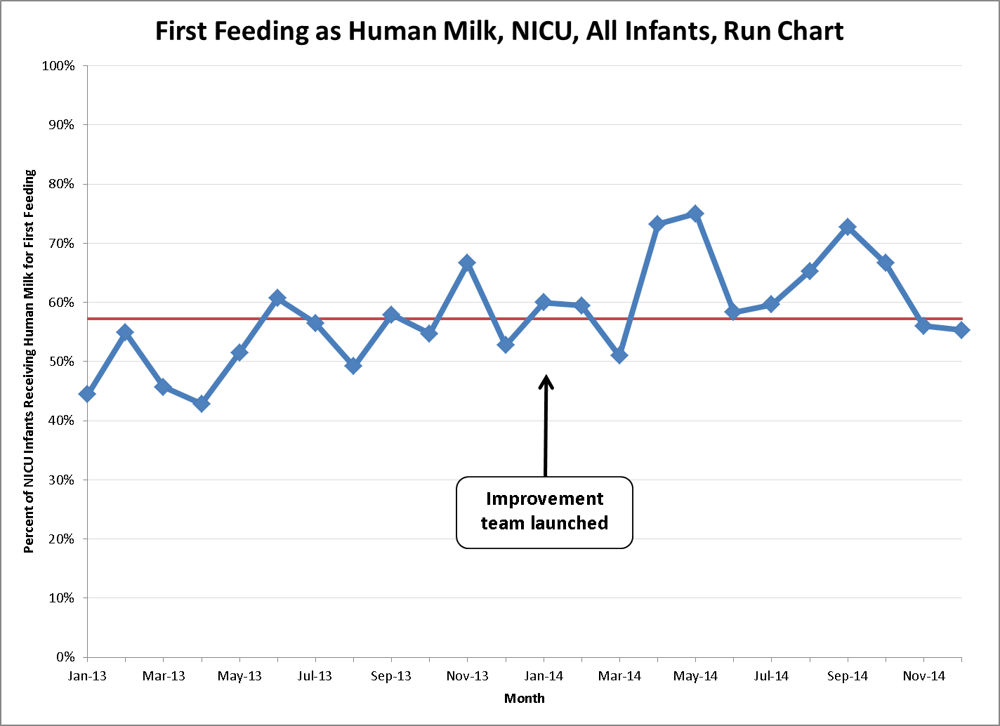 First Feeding as Human Milk, NICU, All Infants, Run Chart
Percent of NICU Infants Receiving Human Milk for First Feeding
100%
90%
80%
70%
60%
50%
40%
30%
20%
10%
0%
Improvement
team launched
Jan-13 Mar-13 May-13 Jul-13 Sep-13 Nov-13 Jan-14 Mar-14 May-14 Jul-14 Sep-14 Nov-14
Month